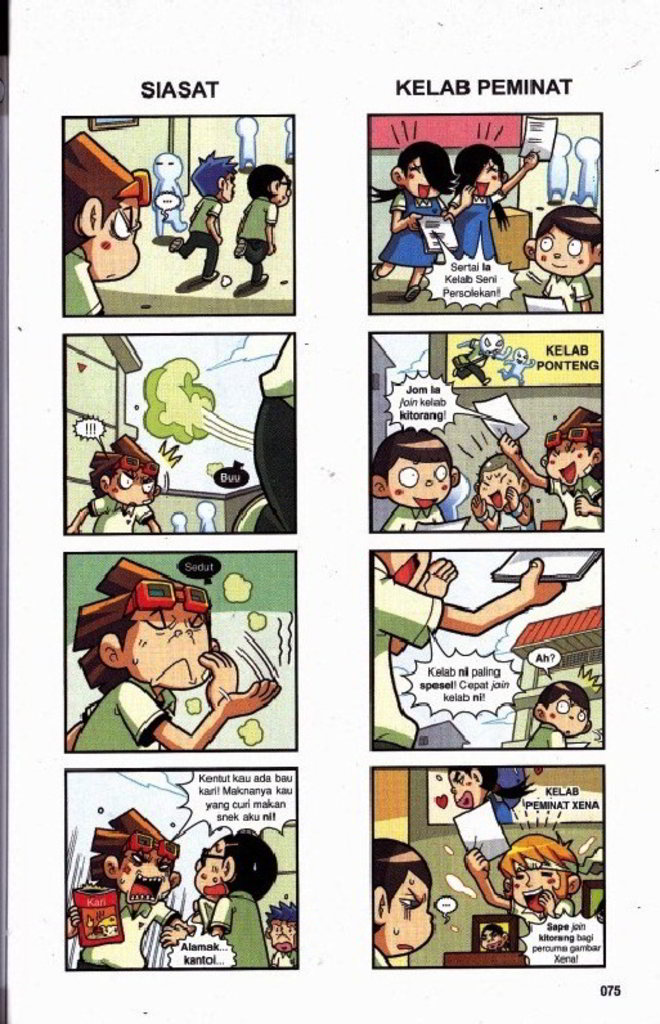 SIASAT
!!!
Buu
Sedut
Kentut kau ada bau
kari! Maknanya kau
yang curi makan
snek aku ni!
Kari
Alamak...
kantoi...
KELAB PEMINAT
Sertai la
Kelab Seni
Persolekan!!
KELAB
PONTENG
Jom la
join kelab
kitorang!
Kelab ni paling
spesel! Cepat join
kelab ni!
Ah?
KELAB
PEMINAT XENA
...
Sape join
kitorang bagi
percuma gambar
Xena!
075